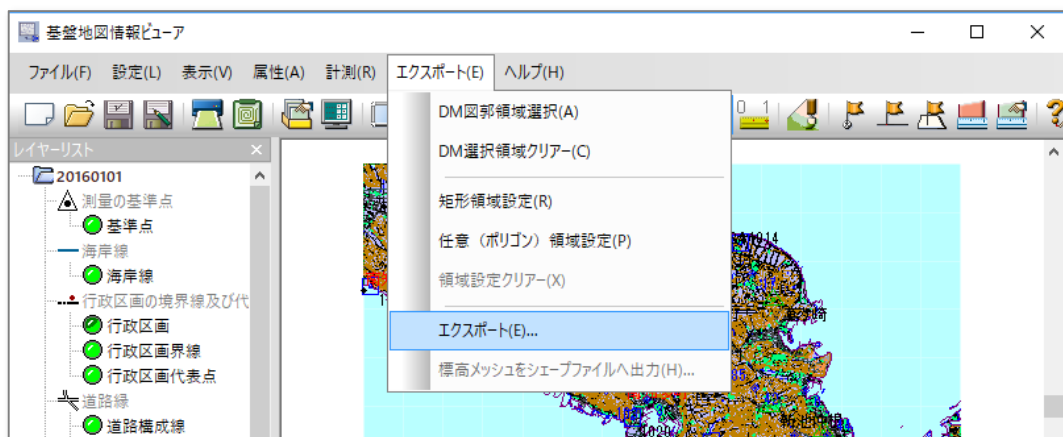 基盤地図情報ビューア
ファイル(F) 設定(L) 表示(V) 属性(A) 計測(R) エクスポート(E) ヘルプ(H)
DM図郭領域選択(A)
DM選択領域クリアー(C)
矩形領域設定(R)
任意（ポリゴン）領域設定(P)
領域設定クリアー(X)
エクスポート(E)...
標高メッシュをシェープファイルへ出力(H)...
レイヤーリスト
20160101
測量の基準点
基準点
海岸線
海岸線
行政区画の境界線及び代
行政区画
行政区画界線
行政区画代表点
道路縁
道路構成線